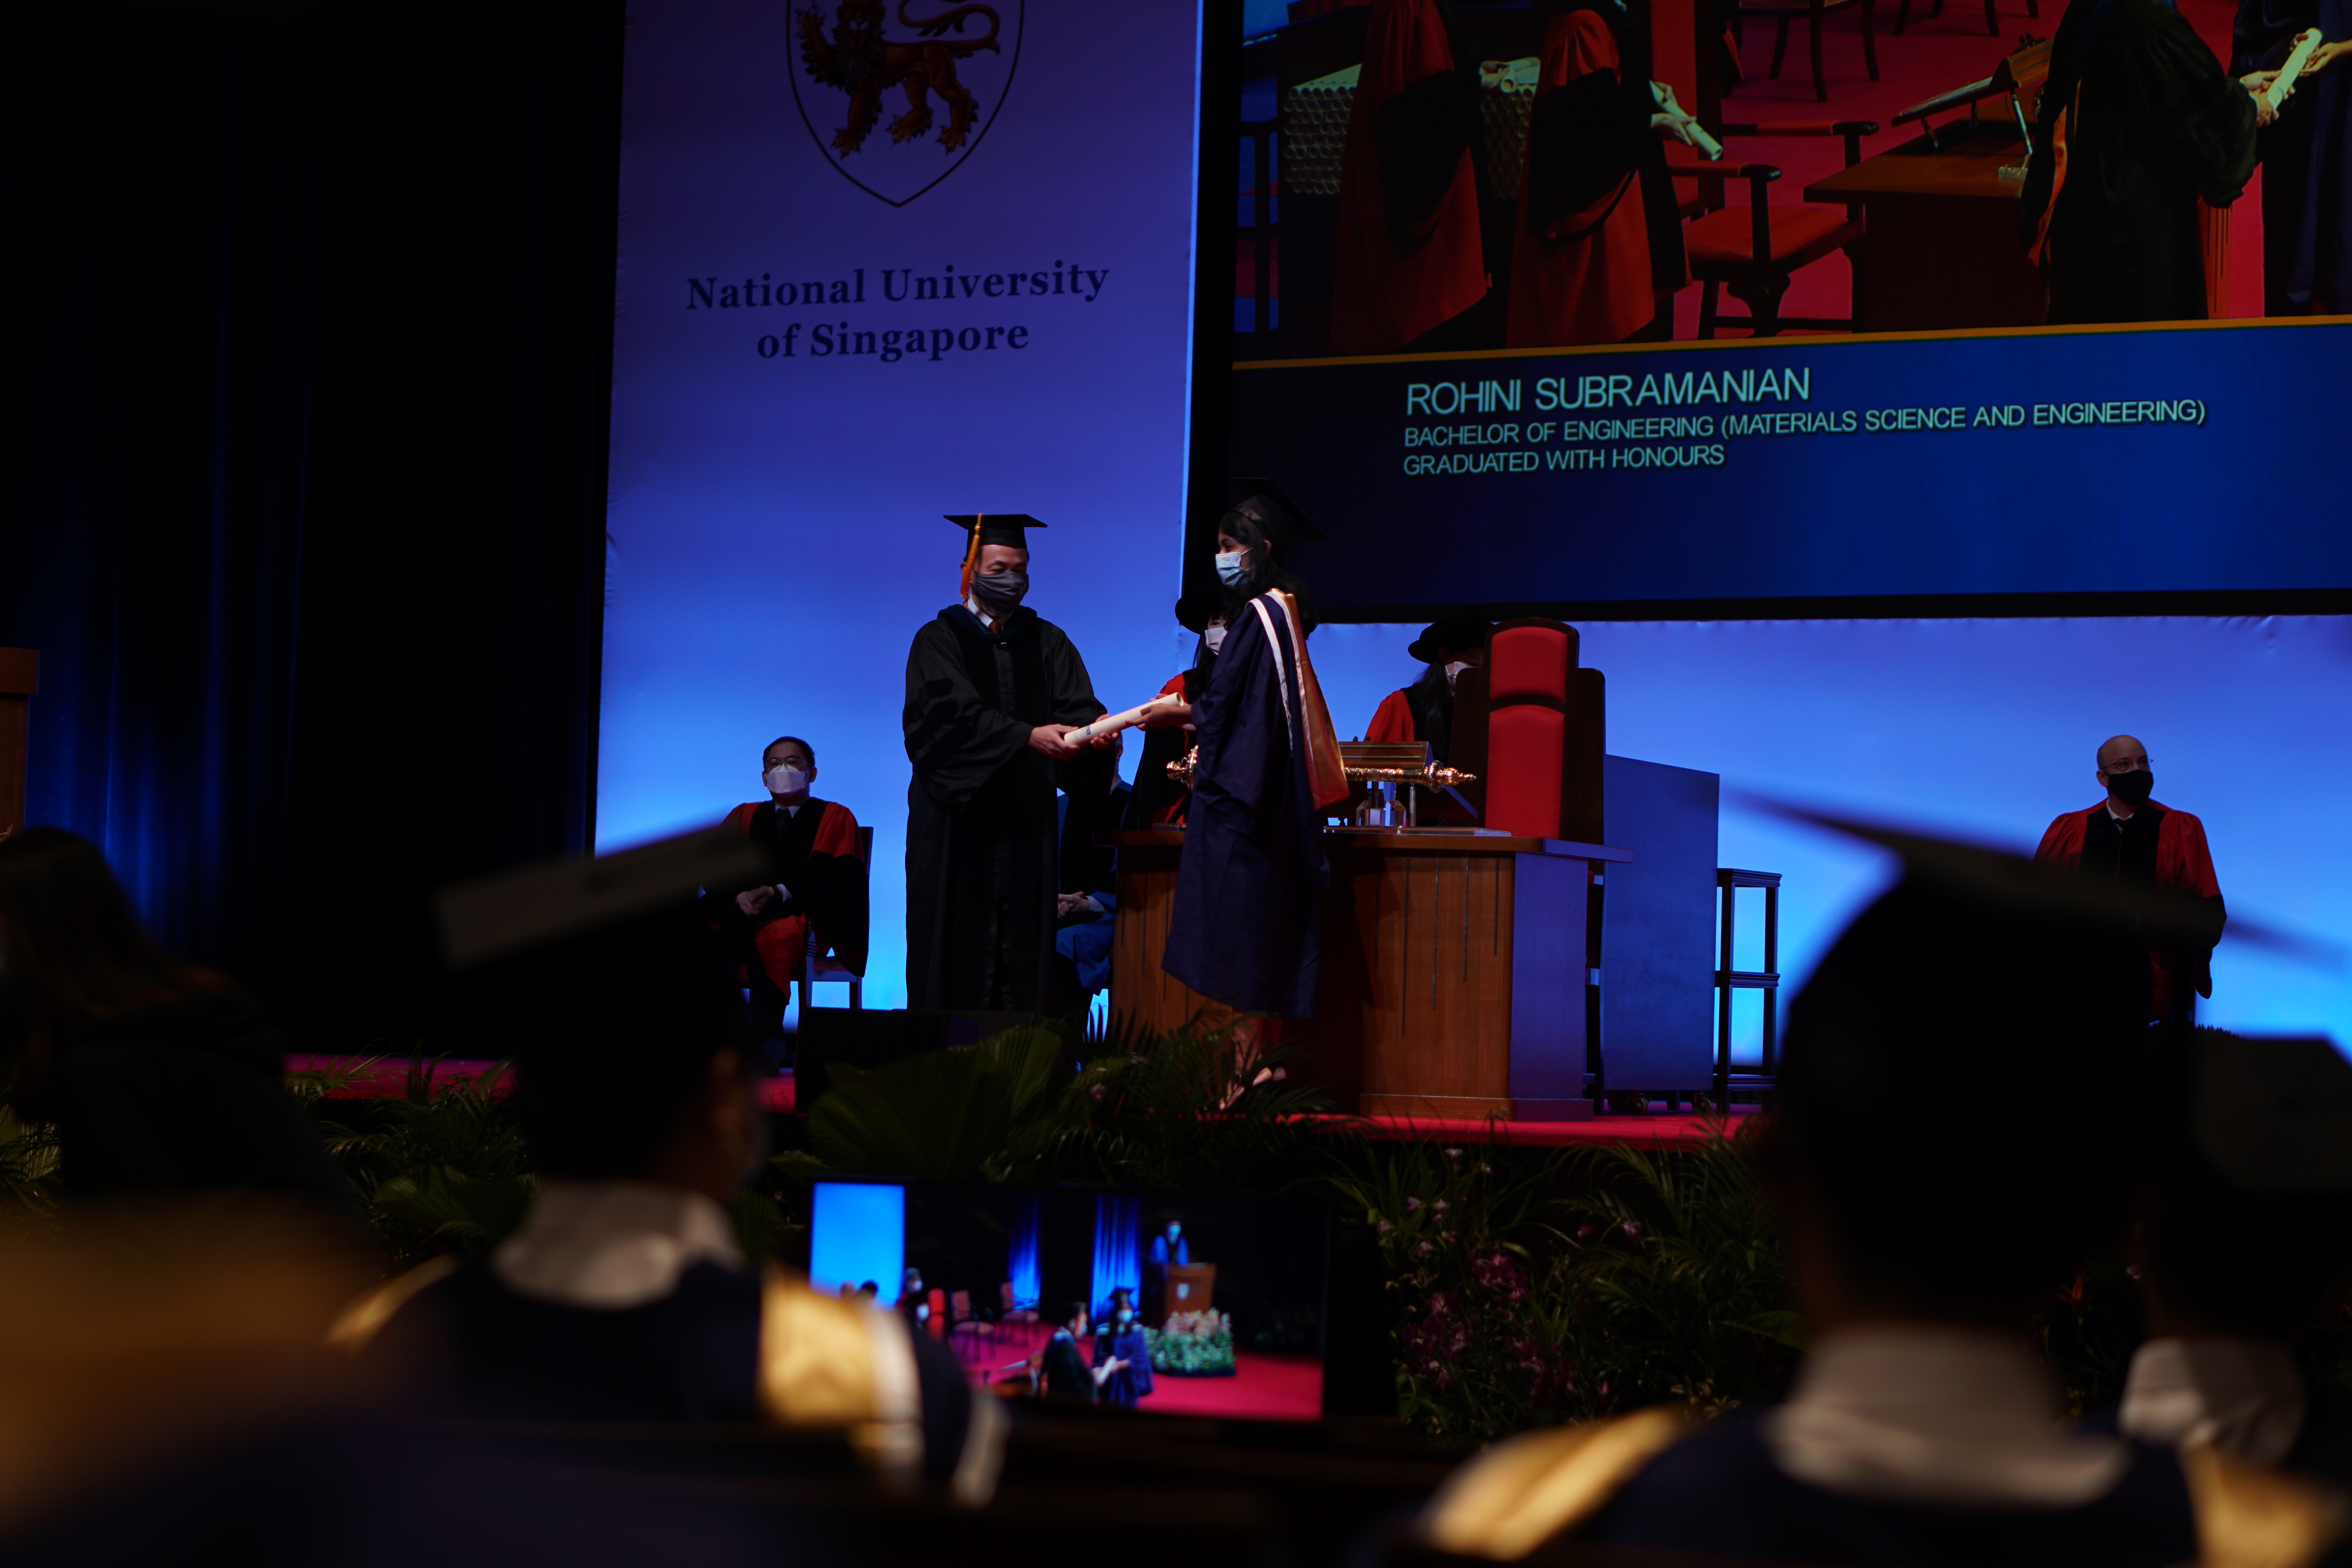 National University
of Singapore
ROHINI SUBRAMANIAN
BACHELOR OF ENGINEERING (MATERIALS SCIENCE AND ENGINEERING)
GRADUATED WITH HONOURS